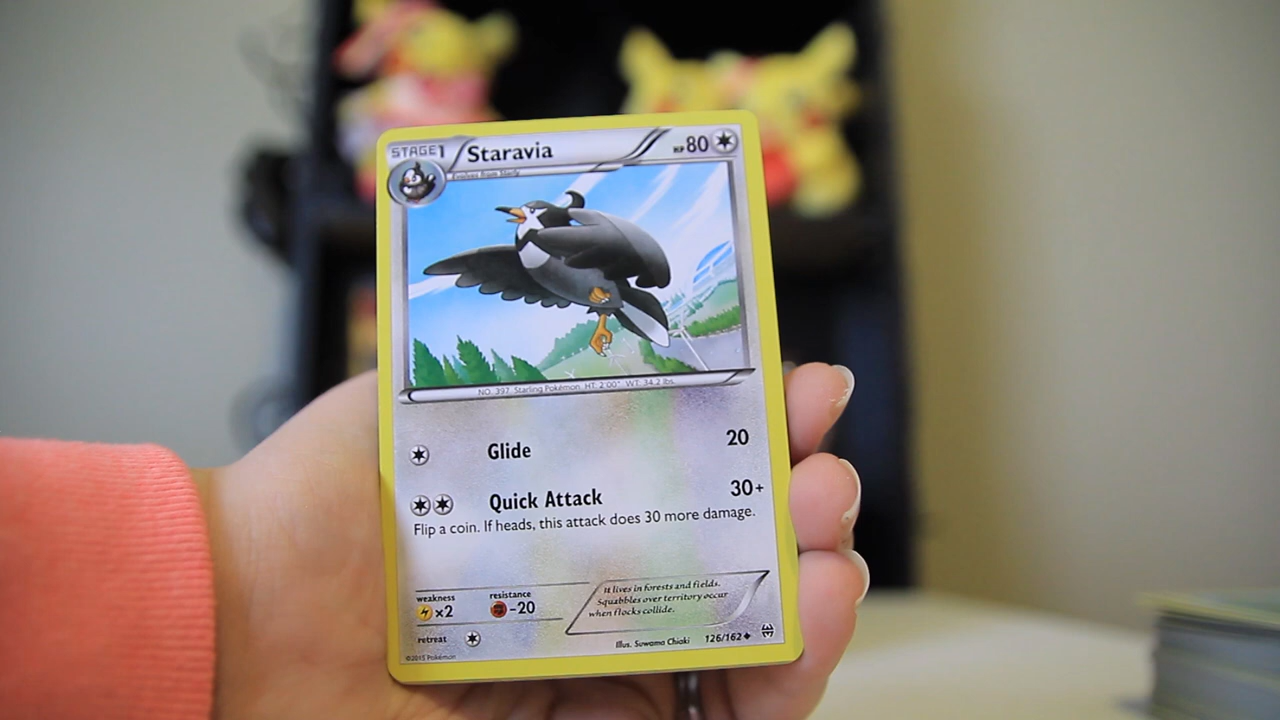 STAGE1 Staravia HP80
Evolves from Starly
NO. 397 Starling Pokémon HT: 2'00" WT: 34.2 lbs.
Glide 20
Quick Attack 30+
Flip a coin. If heads, this attack does 30 more damage.
weakness resistance
×2 -20
retreat
It lives in forests and fields.
Squabbles over territory occur
when flocks collide.
Illus. Suwama Chiaki 126/162
©2015 Pokémon